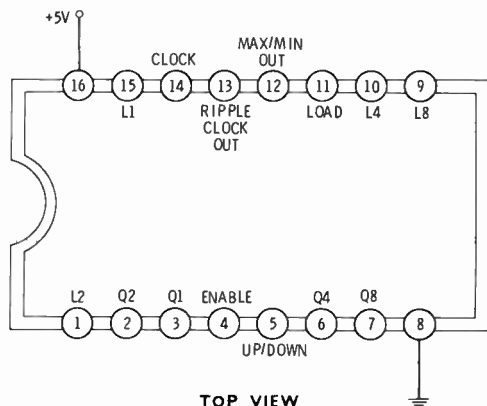 +5V
CLOCK
MAX/MIN
OUT
16 15 14 13 12 11 10 9
L1
RIPPLE
CLOCK
OUT
LOAD
L4
L8
L2
Q2
Q1
ENABLE
Q4
Q8
1 2 3 4 5 6 7 8
UP/DOWN
TOP VIEW